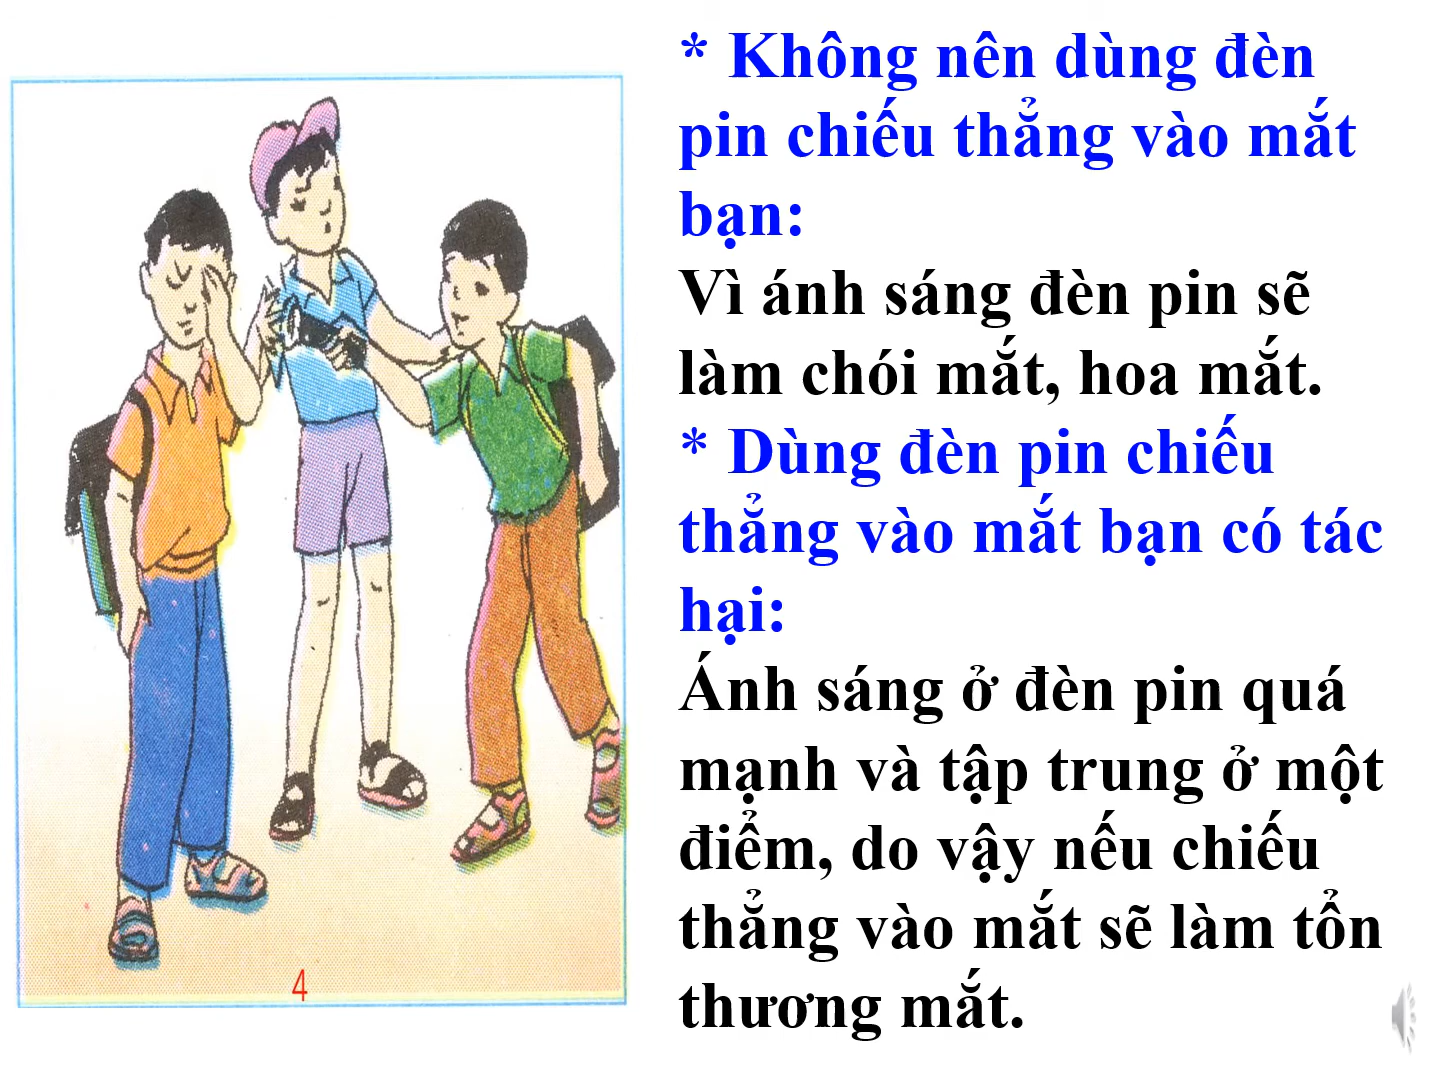 * Không nên dùng đèn
pin chiếu thẳng vào mắt
bạn:
Vì ánh sáng đèn pin sẽ
làm chói mắt, hoa mắt.
* Dùng đèn pin chiếu
thẳng vào mắt bạn có tác
hại:
Ánh sáng ở đèn pin quá
mạnh và tập trung ở một
điểm, do vậy nếu chiếu
thẳng vào mắt sẽ làm tổn
thương mắt.
4